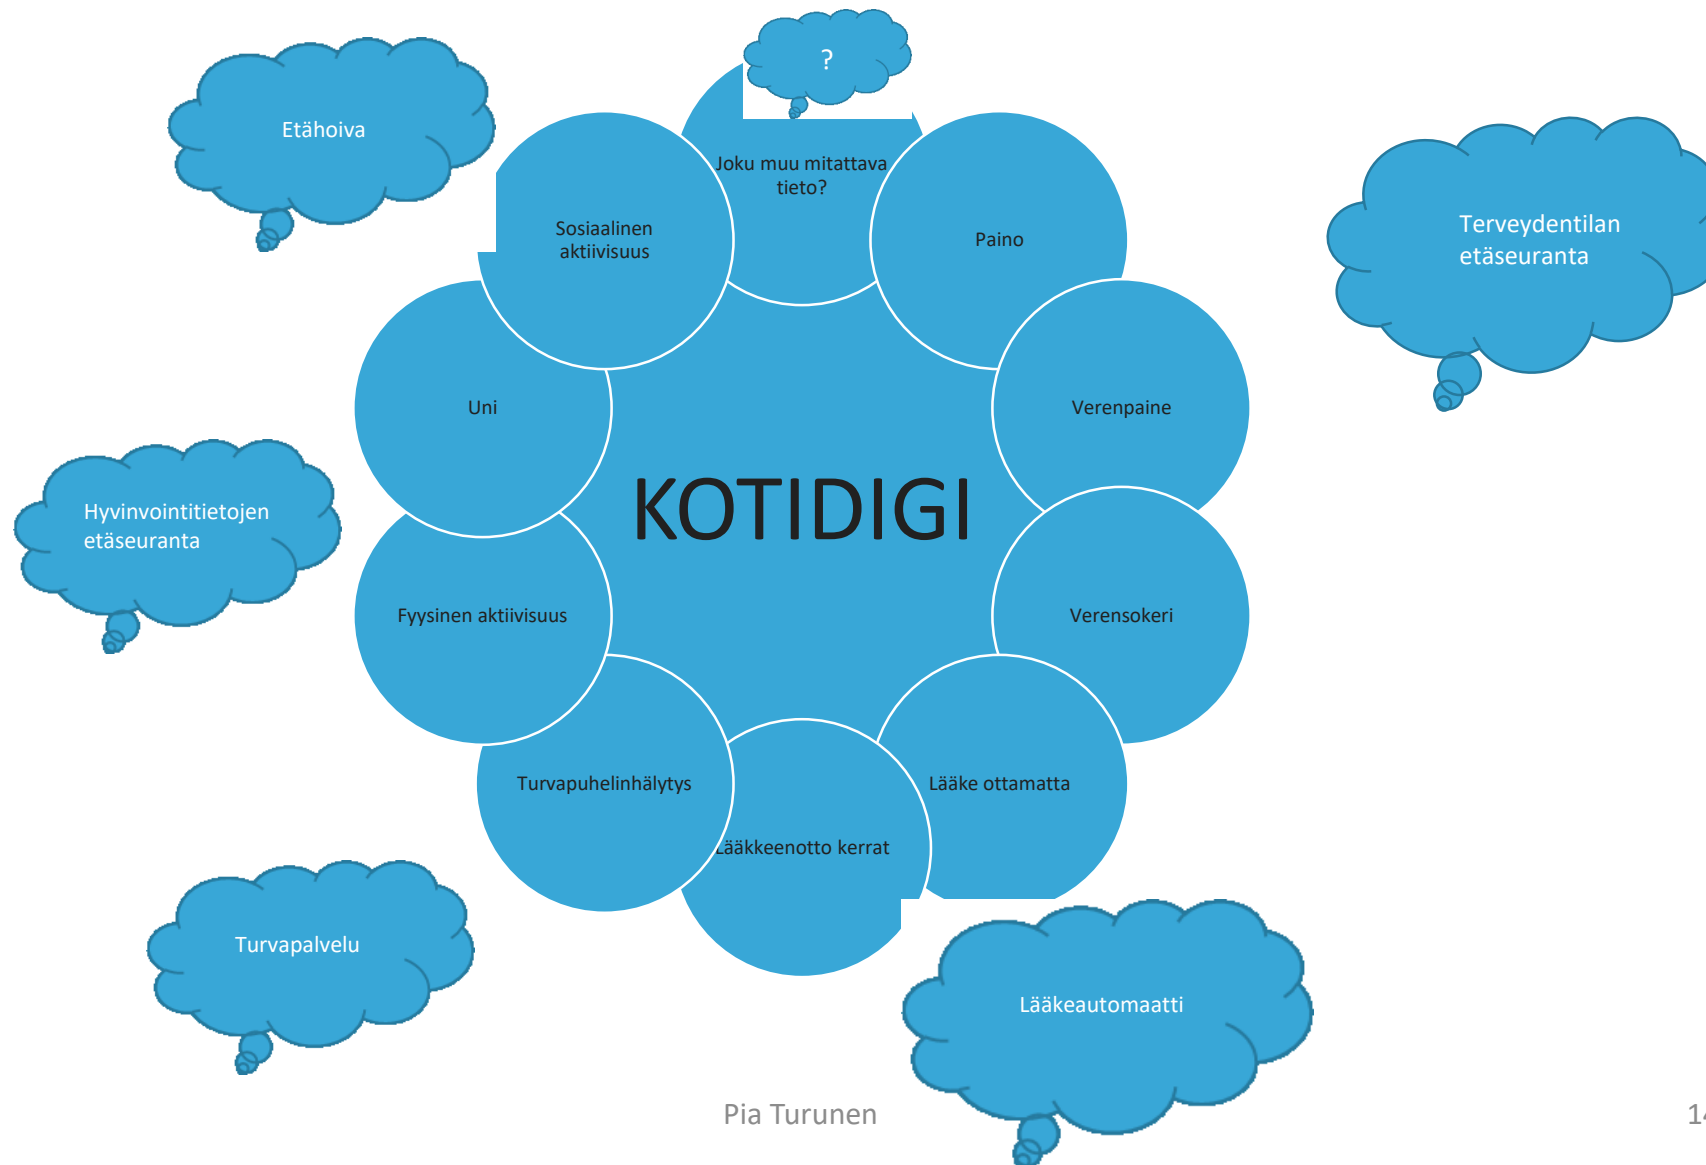 ?
Etähoiva
Joku muu mitattava
tieto?
Sosiaalinen
aktiivisuus
Paino
Terveydentilan
etäseuranta
Uni
Verenpaine
KOTIDIGI
Hyvinvointitietojen
etäseuranta
Fyysinen aktiivisuus
Verensokeri
Turvapuhelinhälytys
Lääke ottamatta
Lääkkeenotto kerrat
Turvapalvelu
Lääkeautomaatti
Pia Turunen
14